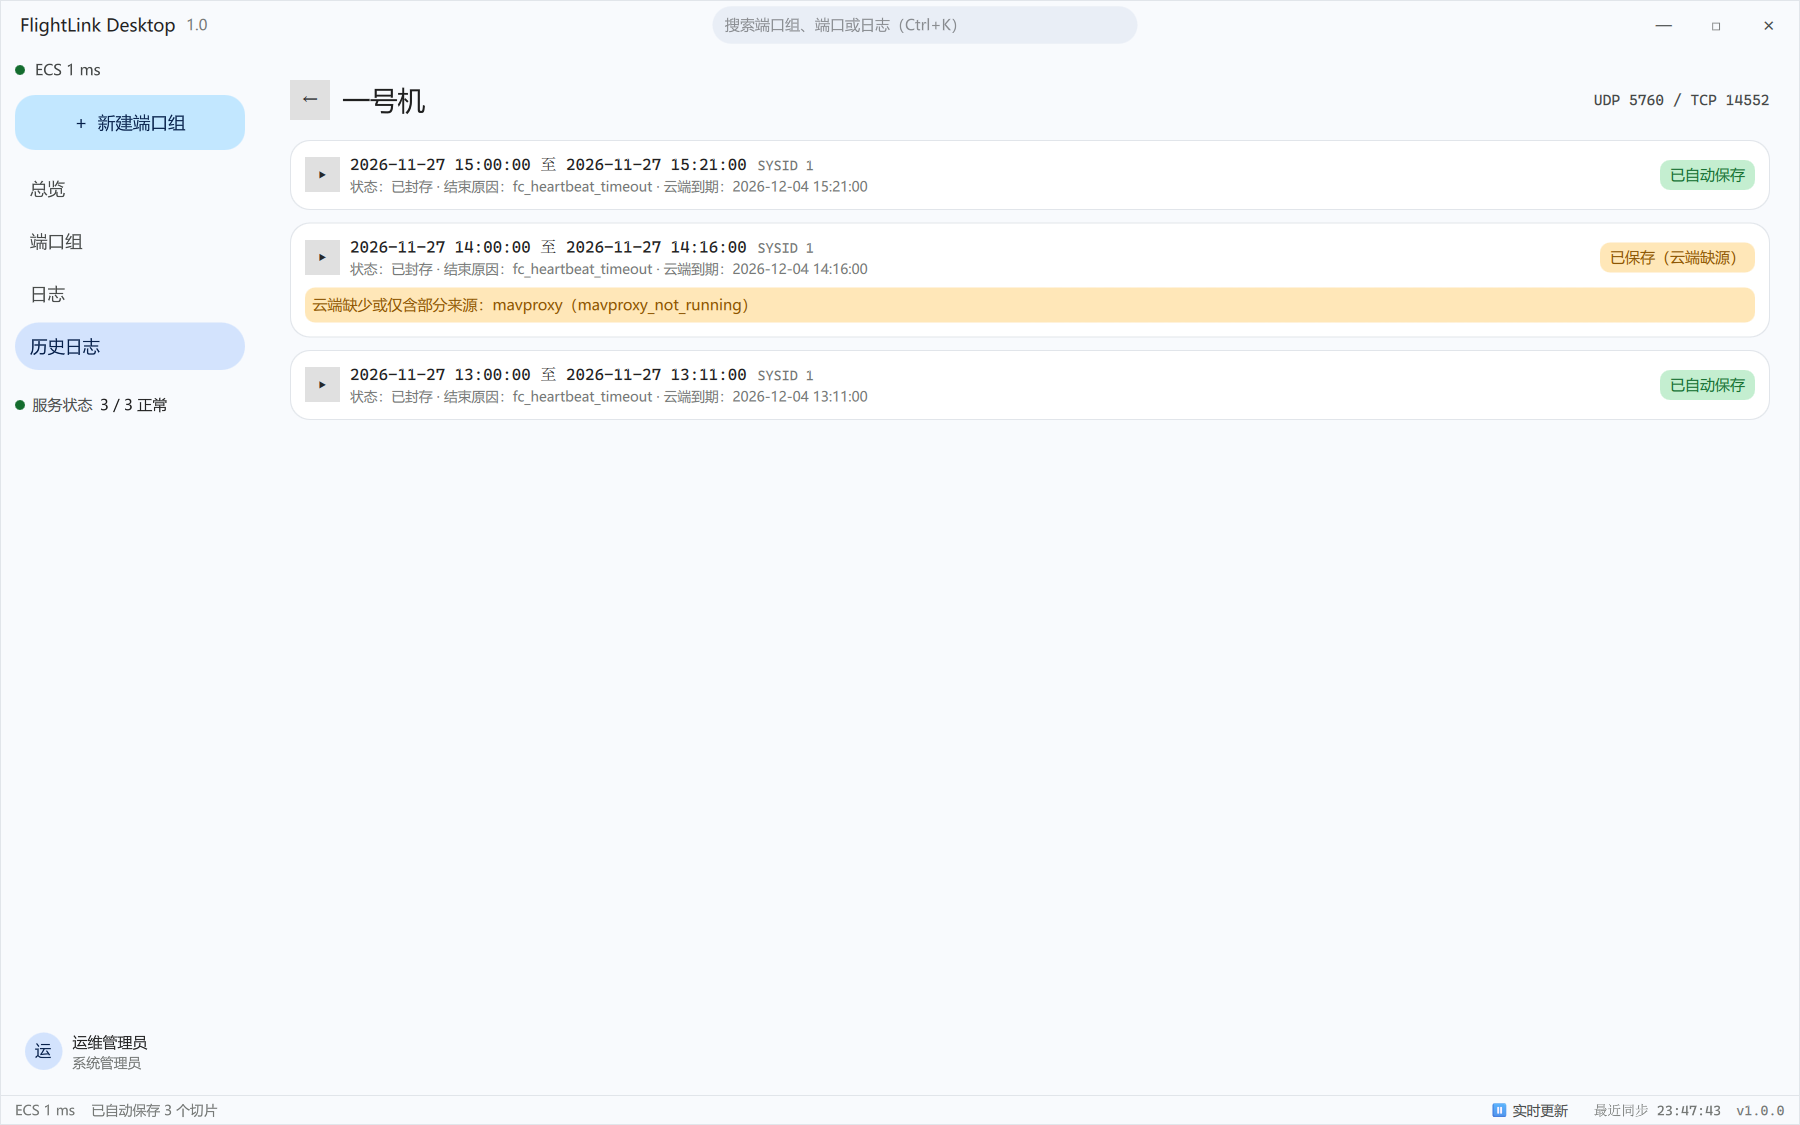 FlightLink Desktop 1.0
搜索端口组、端口或日志（Ctrl+K）
ECS 1 ms
+ 新建端口组
总览
端口组
日志
历史日志
服务状态 3 / 3 正常
← 一号机
UDP 5760 / TCP 14552
2026-11-27 15:00:00 至 2026-11-27 15:21:00 SYSID 1
状态：已封存 · 结束原因：fc_heartbeat_timeout · 云端到期：2026-12-04 15:21:00
已自动保存
2026-11-27 14:00:00 至 2026-11-27 14:16:00 SYSID 1
状态：已封存 · 结束原因：fc_heartbeat_timeout · 云端到期：2026-12-04 14:16:00
已保存（云端缺源）
云端缺少或仅含部分来源：mavproxy（mavproxy_not_running）
2026-11-27 13:00:00 至 2026-11-27 13:11:00 SYSID 1
状态：已封存 · 结束原因：fc_heartbeat_timeout · 云端到期：2026-12-04 13:11:00
已自动保存
运
运维管理员
系统管理员
ECS 1 ms 已自动保存 3 个切片
实时更新 最近同步 23:47:43 v1.0.0